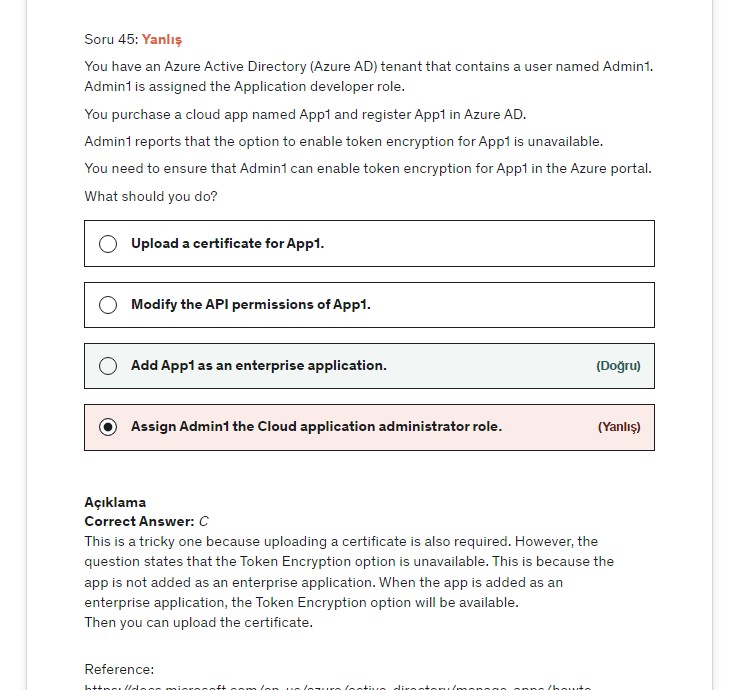 Soru 45: Yanlış
You have an Azure Active Directory (Azure AD) tenant that contains a user named Admin1.
Admin1 is assigned the Application developer role.
You purchase a cloud app named App1 and register App1 in Azure AD.
Admin1 reports that the option to enable token encryption for App1 is unavailable.
You need to ensure that Admin1 can enable token encryption for App1 in the Azure portal.
What should you do?
Upload a certificate for App1.
Modify the API permissions of App1.
Add App1 as an enterprise application. (Doğru)
Assign Admin1 the Cloud application administrator role. (Yanlış)
Açıklama
Correct Answer: C
This is a tricky one because uploading a certificate is also required. However, the
question states that the Token Encryption option is unavailable. This is because the
app is not added as an enterprise application. When the app is added as an
enterprise application, the Token Encryption option will be available.
Then you can upload the certificate.
Reference: